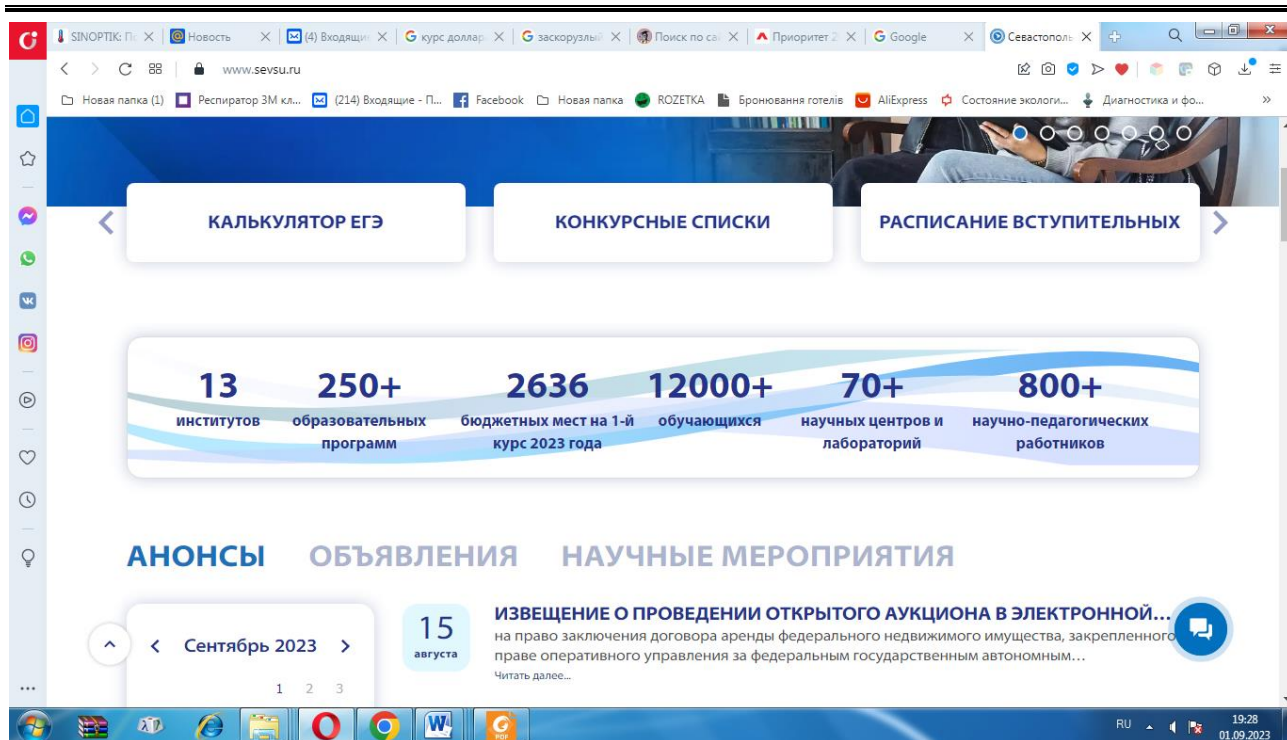 SINOPTIK: П
Новость
(4) Входящие
курс доллар
заскорузлый
Поиск по са
Приоритет 2
Google
Севастополь
www.sevsu.ru
Новая папка (1)
Респиратор 3М кл...
(214) Входящие - П...
Facebook
Новая папка
ROZETKA
Бронювання готелів
AliExpress
Состояние экологи...
Диагностика и фо...
КАЛЬКУЛЯТОР ЕГЭ
КОНКУРСНЫЕ СПИСКИ
РАСПИСАНИЕ ВСТУПИТЕЛЬНЫХ
13
институтов
250+
образовательных
программ
2636
бюджетных мест на 1-й
курс 2023 года
12000+
обучающихся
70+
научных центров и
лабораторий
800+
научно-педагогических
работников
АНОНСЫ
ОБЪЯВЛЕНИЯ
НАУЧНЫЕ МЕРОПРИЯТИЯ
Сентябрь 2023
1 2 3
15
августа
ИЗВЕЩЕНИЕ О ПРОВЕДЕНИИ ОТКРЫТОГО АУКЦИОНА В ЭЛЕКТРОННОЙ...
на право заключения договора аренды федерального недвижимого имущества, закрепленного
праве оперативного управления за федеральным государственным автономным...
Читать далее...
RU
19:28
01.09.2023